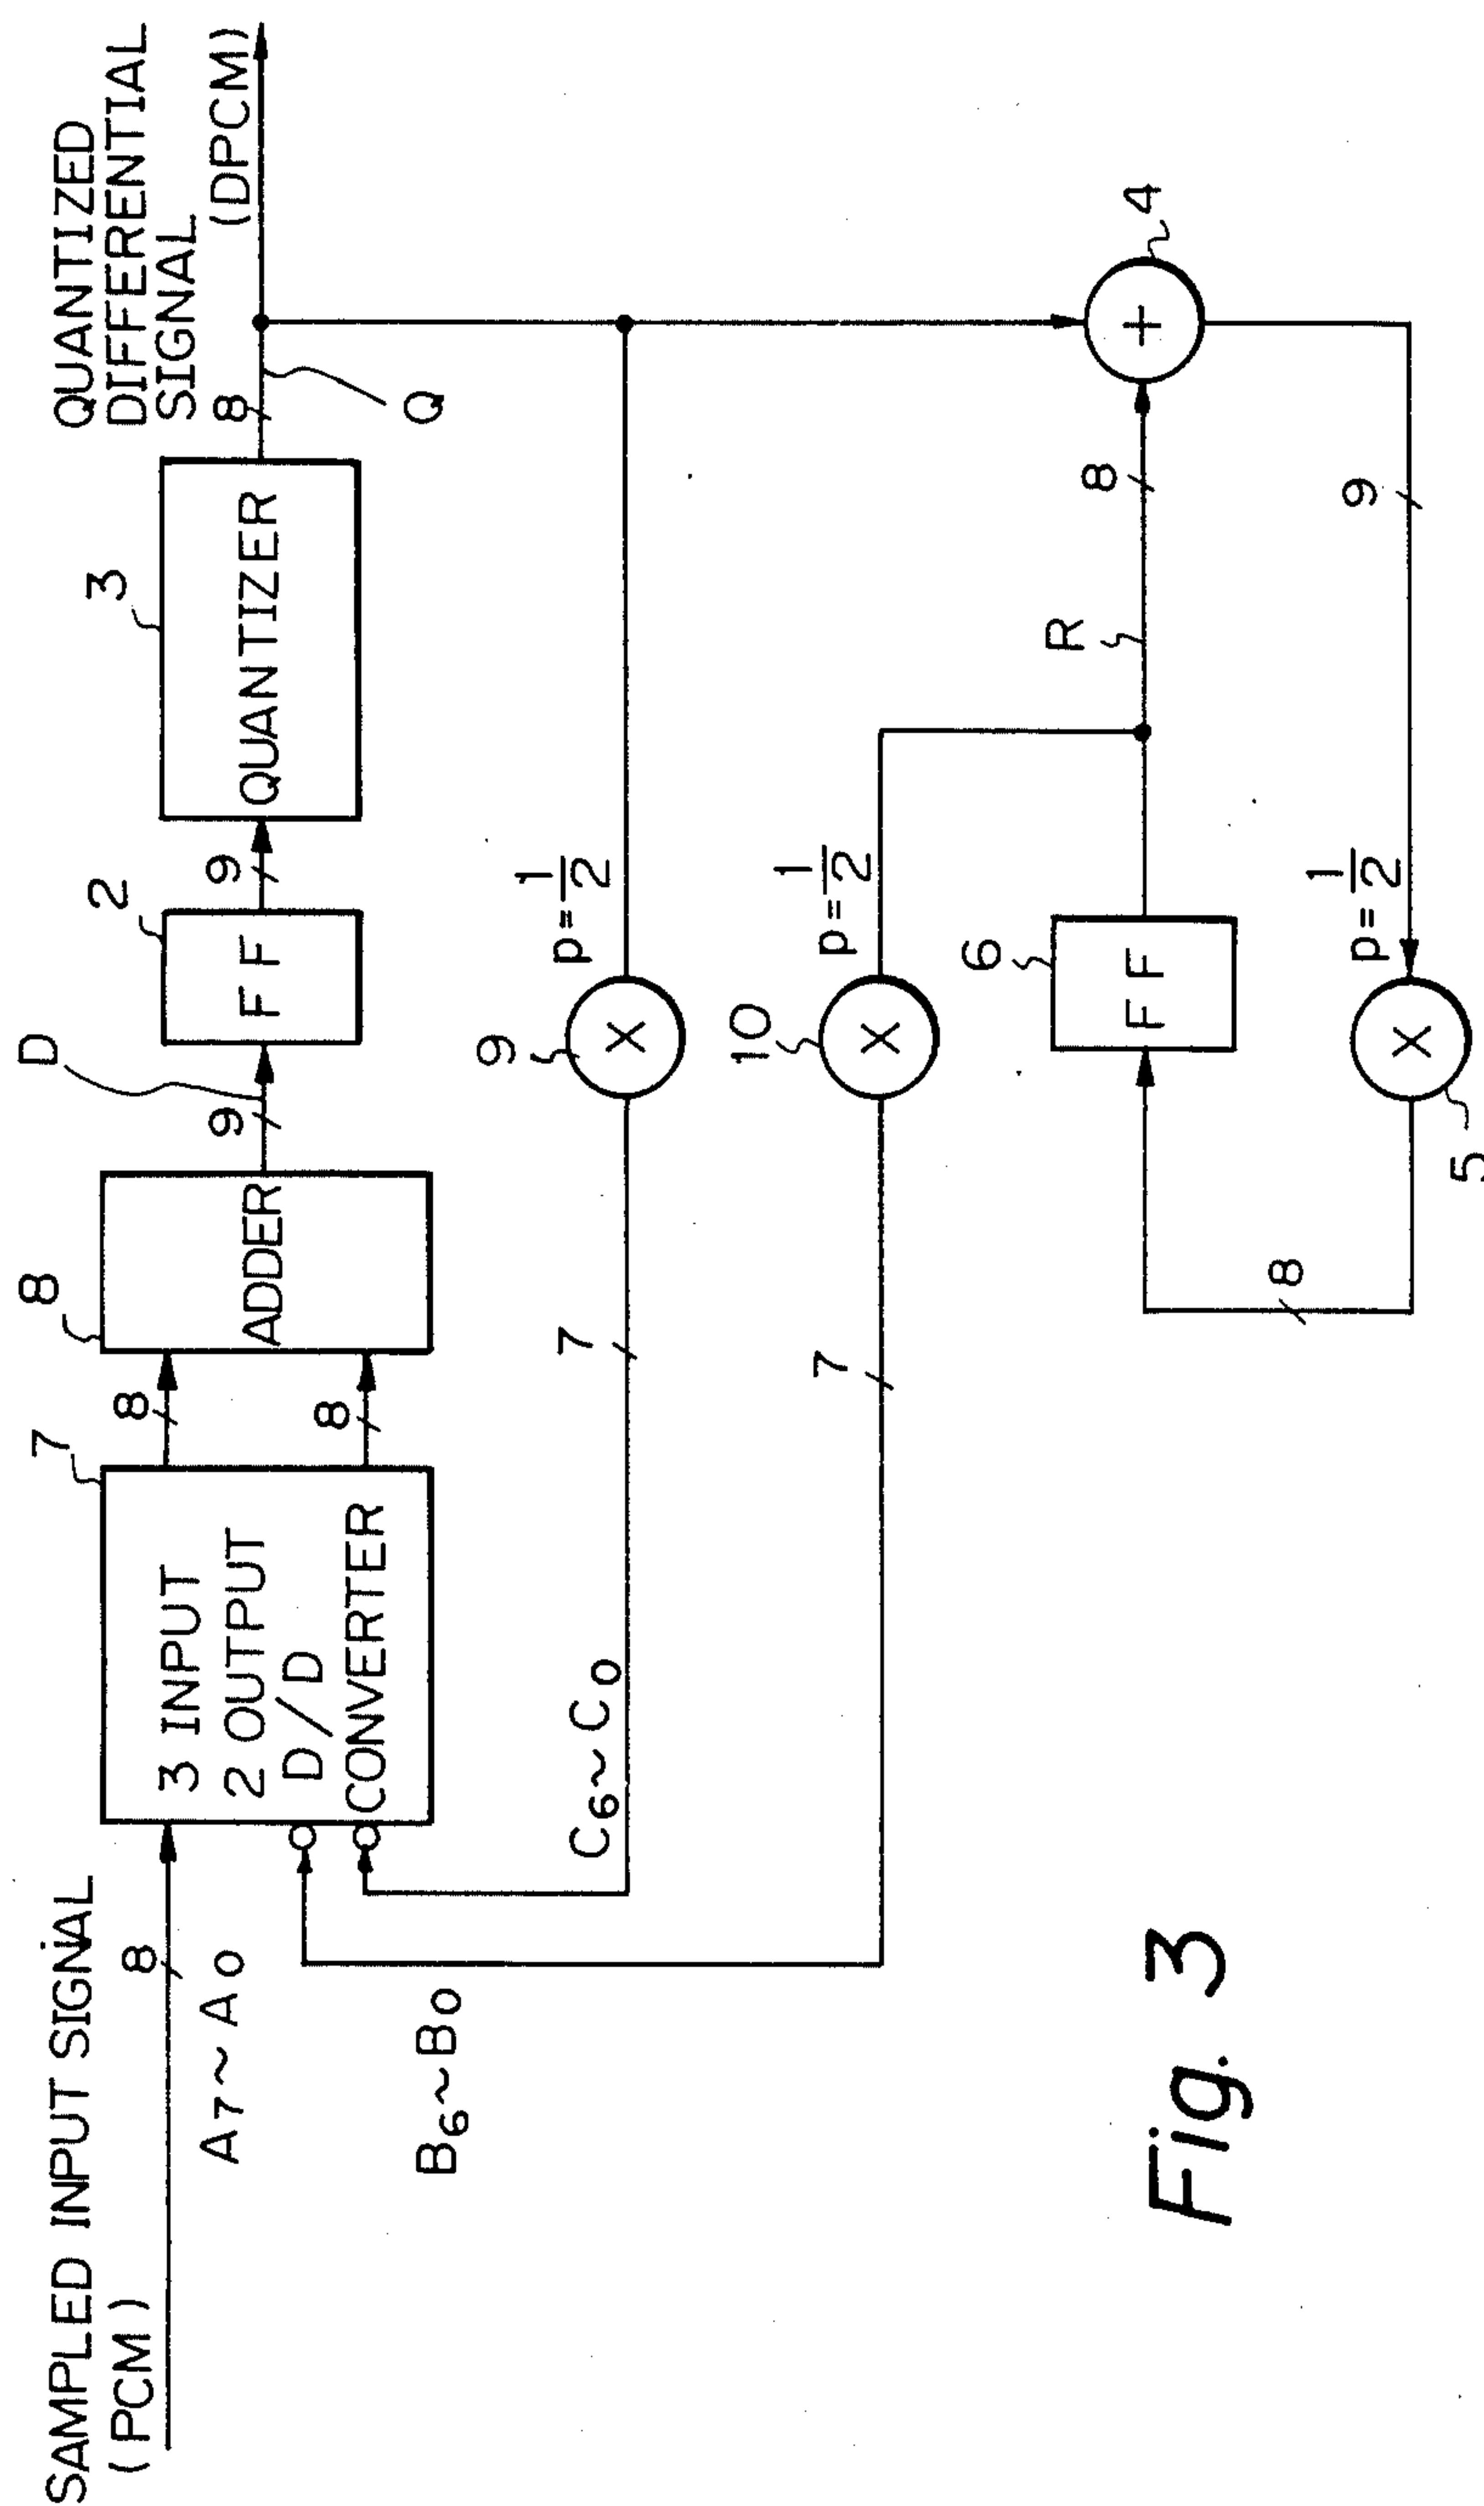 SAMPLED INPUT SIGNAL
(PCM)
8
A7~A0
B6~B0
7
3 INPUT
2 OUTPUT
D/D
CONVERTER
8
8
8
ADDER
D
9
2
FF
9
3
QUANTIZER
QUANTIZED
DIFFERENTIAL
SIGNAL
(DPCM)
8
Q
C6~C0
7
9
p=1/2
7
10
p=1/2
6
FF
R
8
4
+
9
p=1/2
×
×
×
5
8
Fig. 3